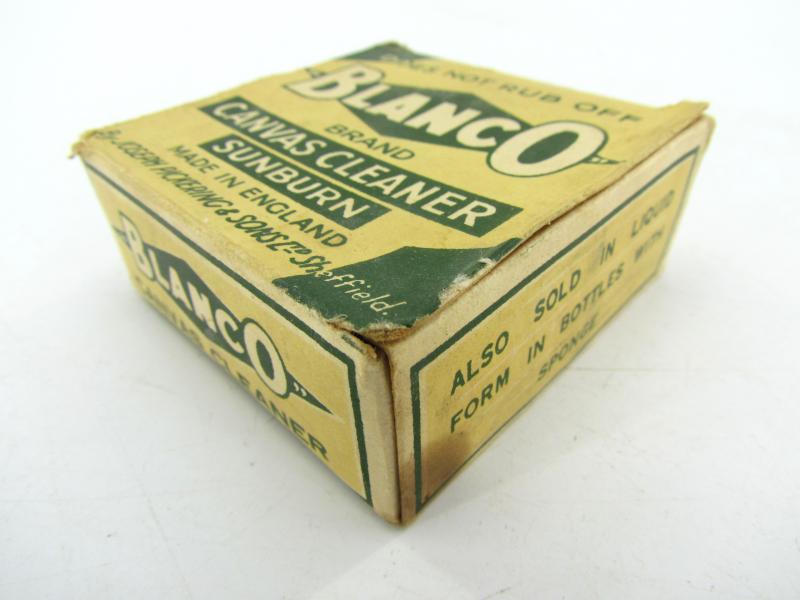 DOES NOT RUB OFF
"BLANCO"
BRAND
CANVAS CLEANER
SUNBURN
MADE IN ENGLAND
By JOSEPH PICKERING & SONS LTD Sheffield.
"BLANCO"
CANVAS CLEANER
ALSO SOLD IN LIQUID
FORM IN BOTTLES WITH
SPONGE